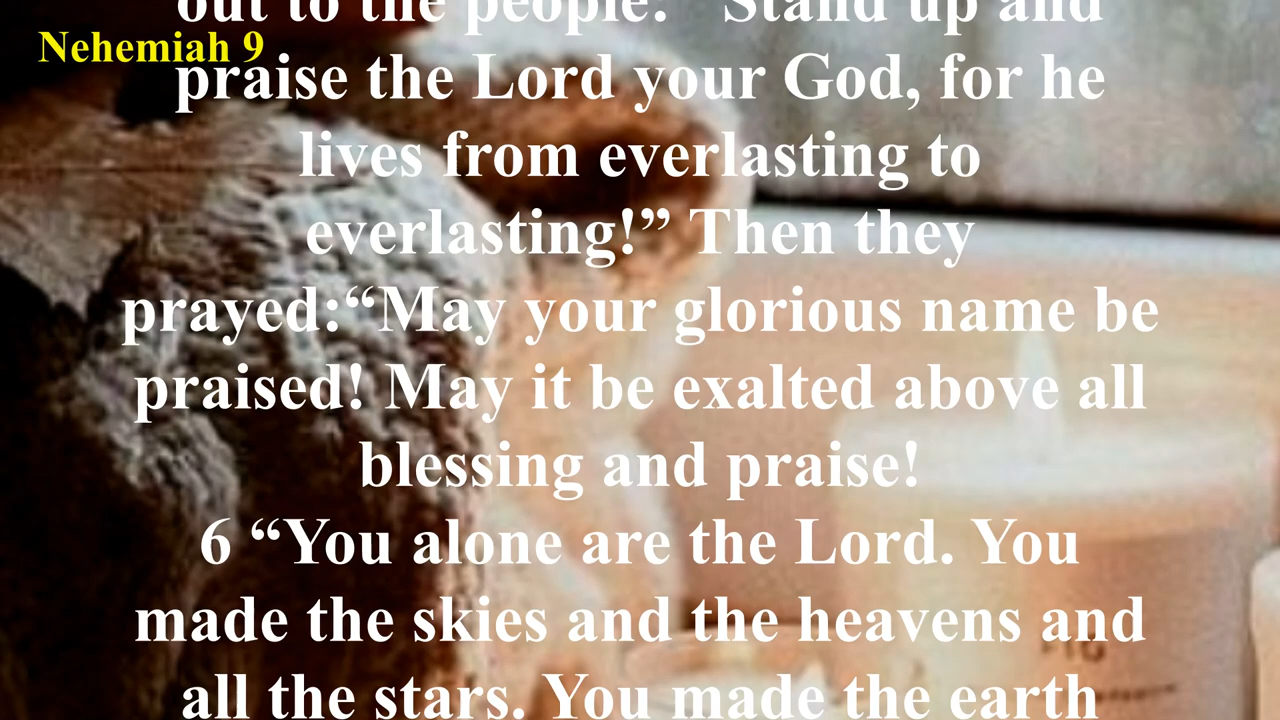 out to the people: “Stand up and
Nehemiah 9
praise the Lord your God, for he
lives from everlasting to
everlasting!” Then they
prayed:“May your glorious name be
praised! May it be exalted above all
blessing and praise!
6 “You alone are the Lord. You
made the skies and the heavens and
all the stars. You made the earth
FIG